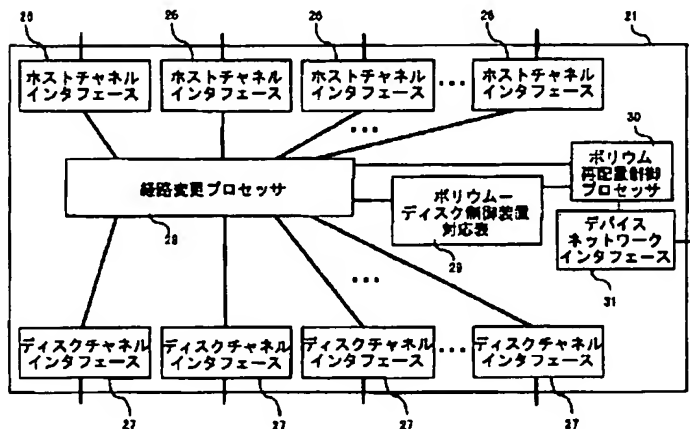 26
26
26
26
21
ホストチャネル
インタフェース
ホストチャネル
インタフェース
ホストチャネル
インタフェース
・・・
ホストチャネル
インタフェース
・・・
30
ボリウム
再配置制御
プロセッサ
経路変更プロセッサ
28
ボリウムー
ディスク制御装置
対応表
29
デバイス
ネットワーク
インタフェース
31
・・・
ディスクチャネル
インタフェース
ディスクチャネル
インタフェース
ディスクチャネル
インタフェース
・・・
ディスクチャネル
インタフェース
27
27
27
27